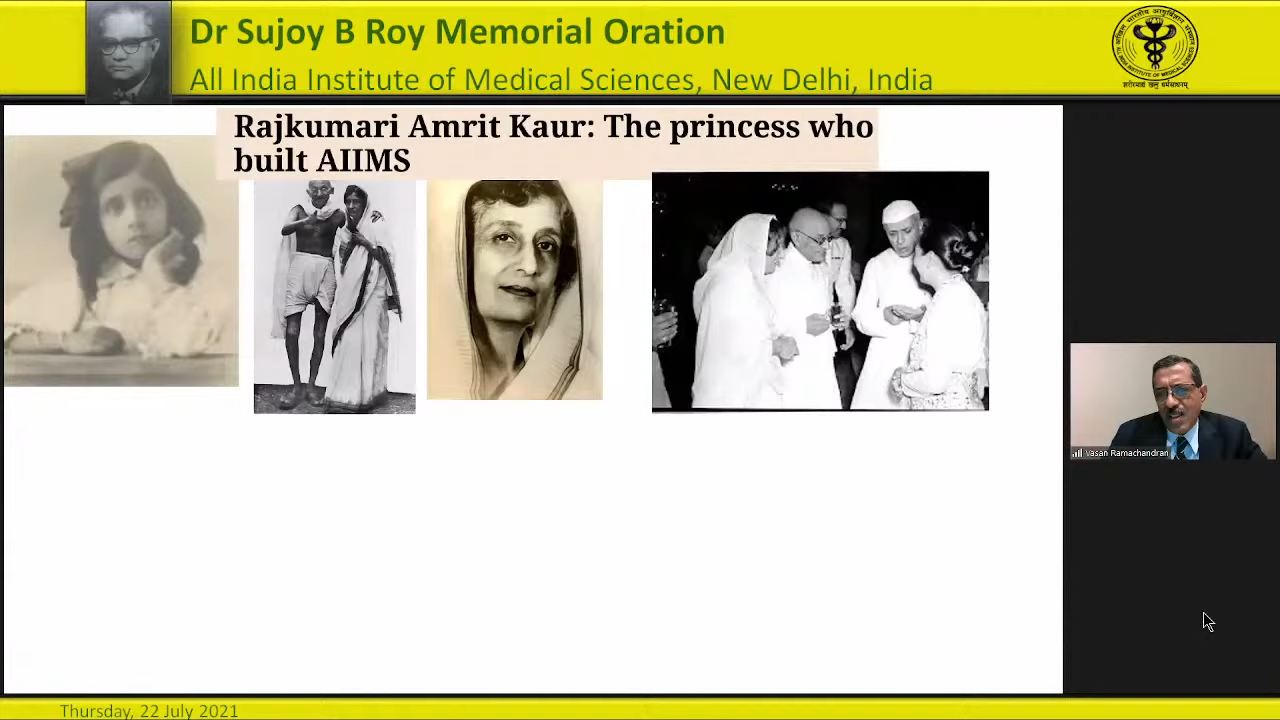 Dr Sujoy B Roy Memorial Oration
All India Institute of Medical Sciences, New Delhi, India
Rajkumari Amrit Kaur: The princess who
built AIIMS
Vasan Ramachandran
Thursday, 22 July 2021